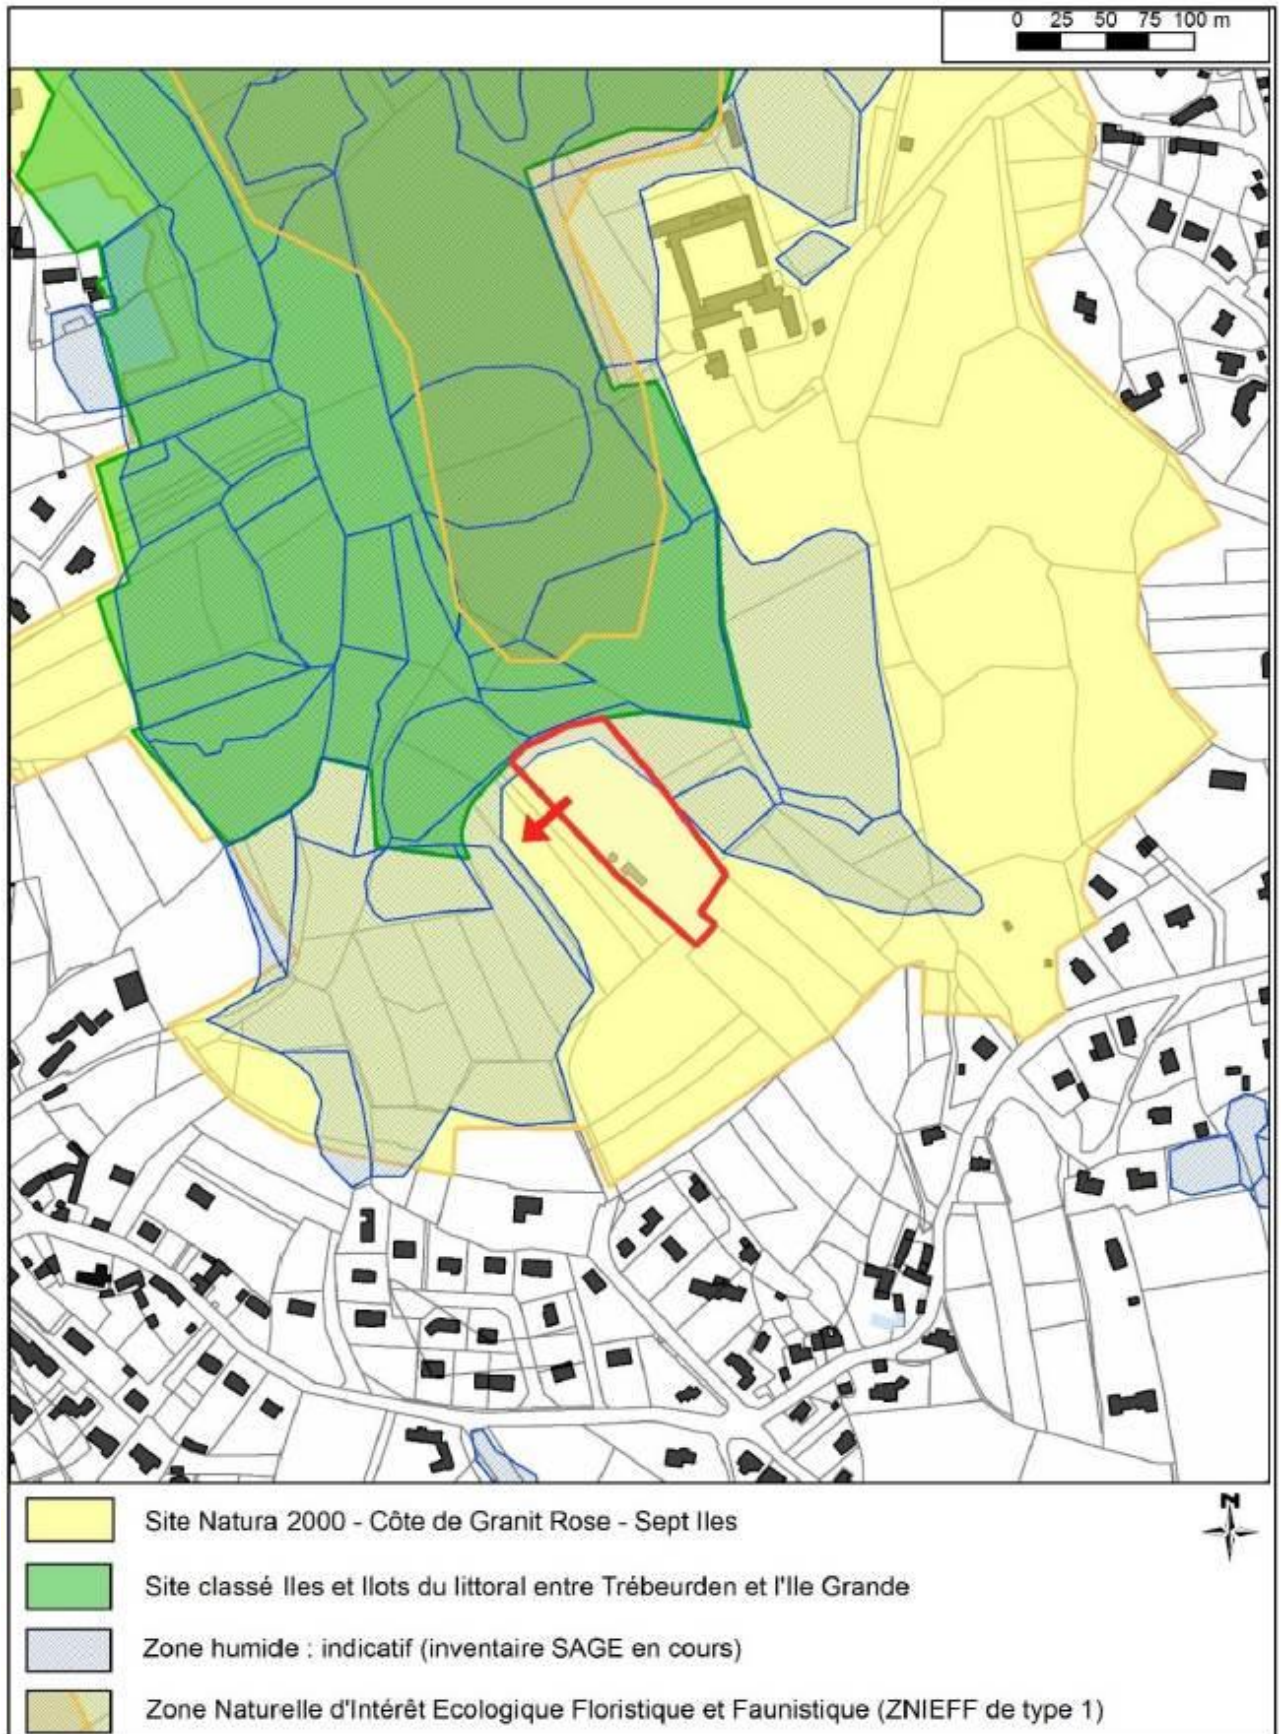 0 25 50 75 100 m
N
Site Natura 2000 - Côte de Granit Rose - Sept Iles
Site classé Iles et Ilots du littoral entre Trébeurden et l'Ile Grande
Zone humide : indicatif (inventaire SAGE en cours)
Zone Naturelle d'Intérêt Ecologique Floristique et Faunistique (ZNIEFF de type 1)